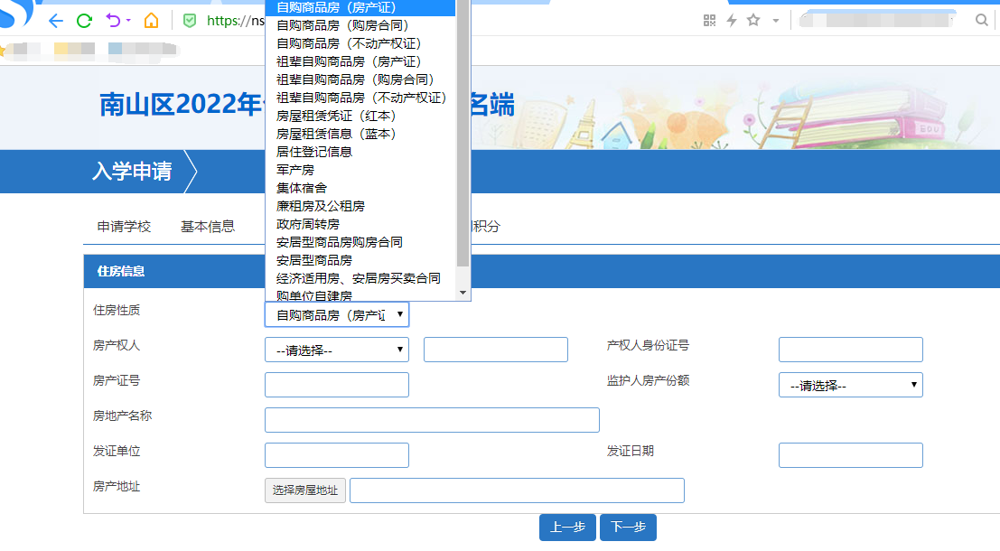 https://ns
南山区2022年
名端
入学申请
申请学校 基本信息 积分
住房信息
自购商品房（房产证）
自购商品房（购房合同）
自购商品房（不动产权证）
祖辈自购商品房（房产证）
祖辈自购商品房（购房合同）
祖辈自购商品房（不动产权证）
房屋租赁凭证（红本）
房屋租赁信息（蓝本）
居住登记信息
军产房
集体宿舍
廉租房及公租房
政府周转房
安居型商品房购房合同
安居型商品房
经济适用房、安居房买卖合同
购单位自建房
住房性质 自购商品房（房产证
房产权人 --请选择-- 产权人身份证号
房产证号 监护人房产份额 --请选择--
房地产名称
发证单位 发证日期
房产地址 选择房屋地址
上一步 下一步
EDU